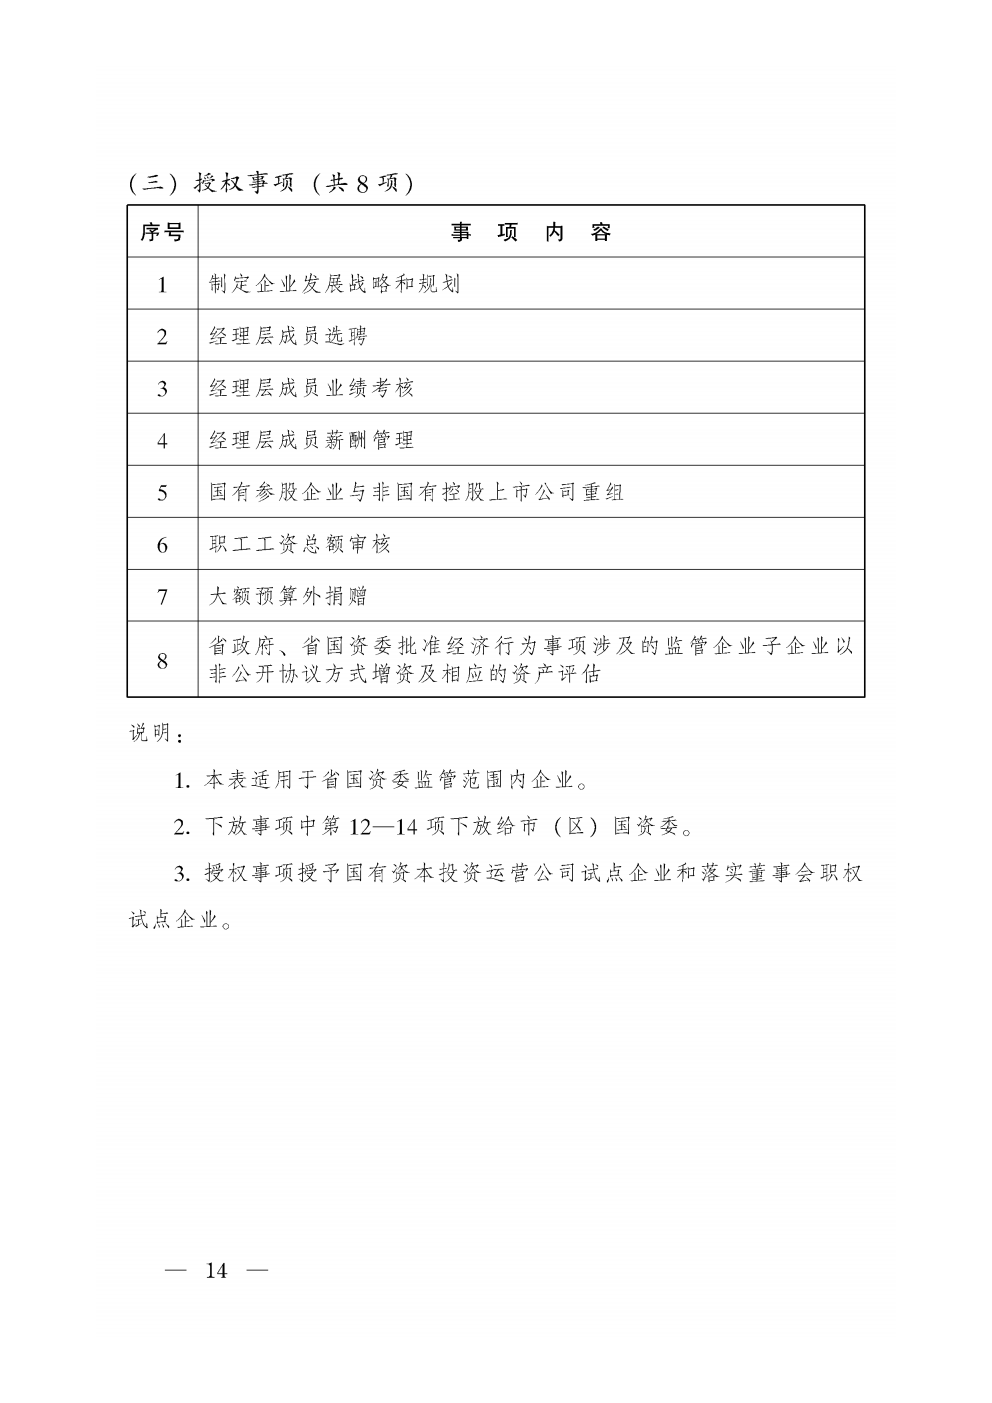 (三) 授权事项 (共 8 项)
序号 事 项 内 容
1 制定企业发展战略和规划
2 经理层成员选聘
3 经理层成员业绩考核
4 经理层成员薪酬管理
5 国有参股企业与非国有控股上市公司重组
6 职工工资总额审核
7 大额预算外捐赠
8 省政府、省国资委批准经济行为事项涉及的监管企业子企业以
非公开协议方式增资及相应的资产评估
说明:
1. 本表适用于省国资委监管范围内企业。
2. 下放事项中第 12—14 项下放给市 (区) 国资委。
3. 授权事项授予国有资本投资运营公司试点企业和落实董事会职权
试点企业。
— 14 —